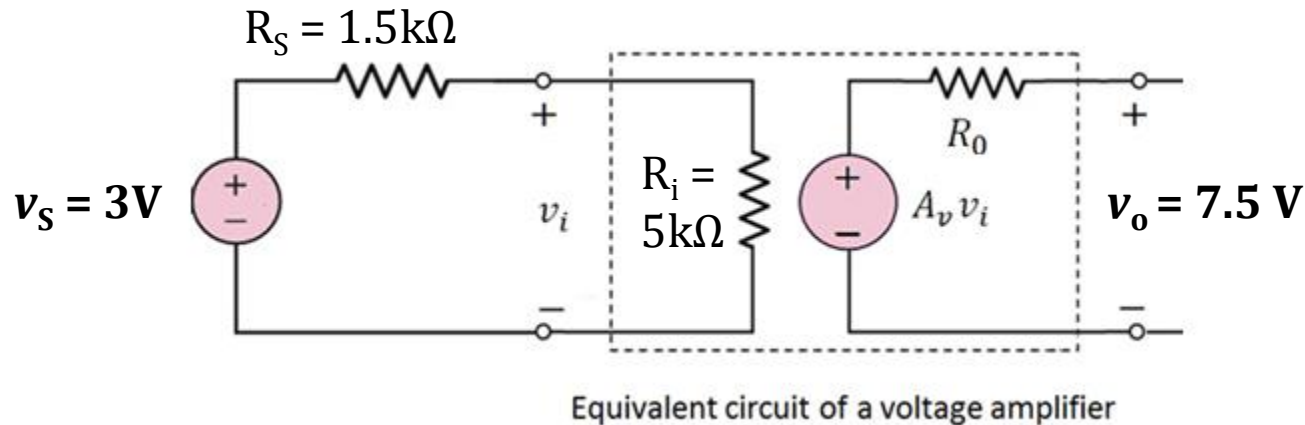 R_S = 1.5kΩ
+
+
+
R_0
v_S = 3V
−
v_i
R_i =
5kΩ
+
−
A_v v_i
v_o = 7.5 V
−
−
Equivalent circuit of a voltage amplifier